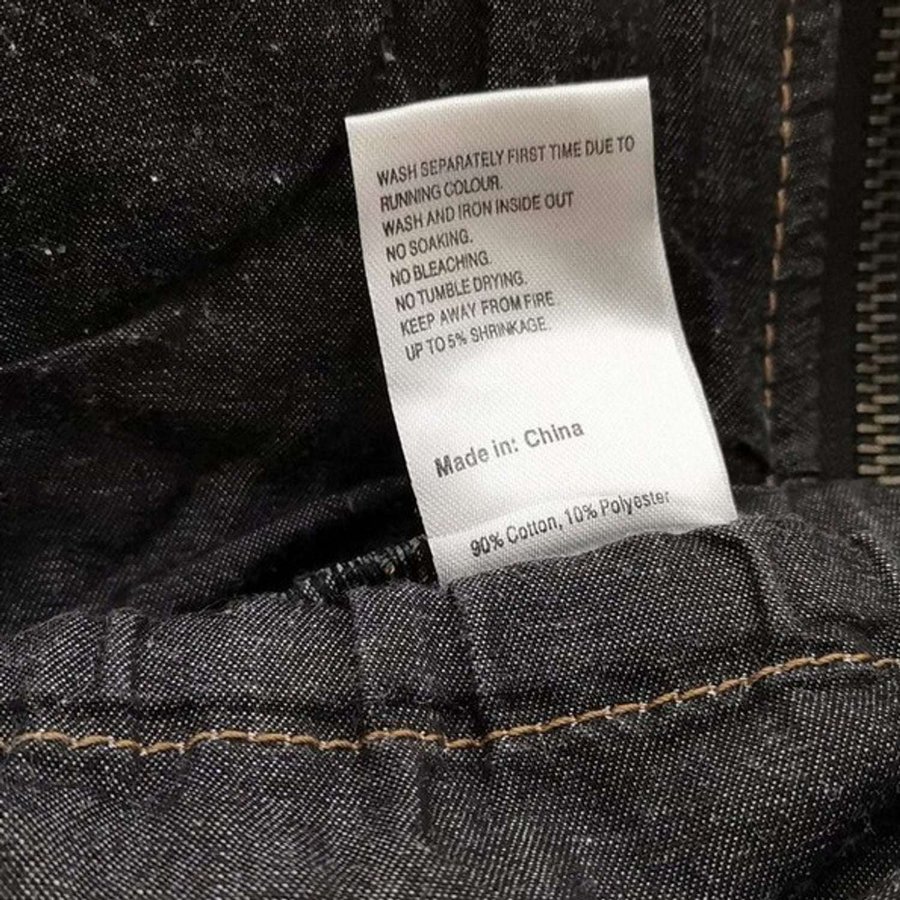 WASH SEPARATELY FIRST TIME DUE TO
RUNNING COLOUR.
WASH AND IRON INSIDE OUT
NO SOAKING.
NO BLEACHING.
NO TUMBLE DRYING.
KEEP AWAY FROM FIRE
UP TO 5% SHRINKAGE.
Made in: China
90% Cotton, 10% Polyester